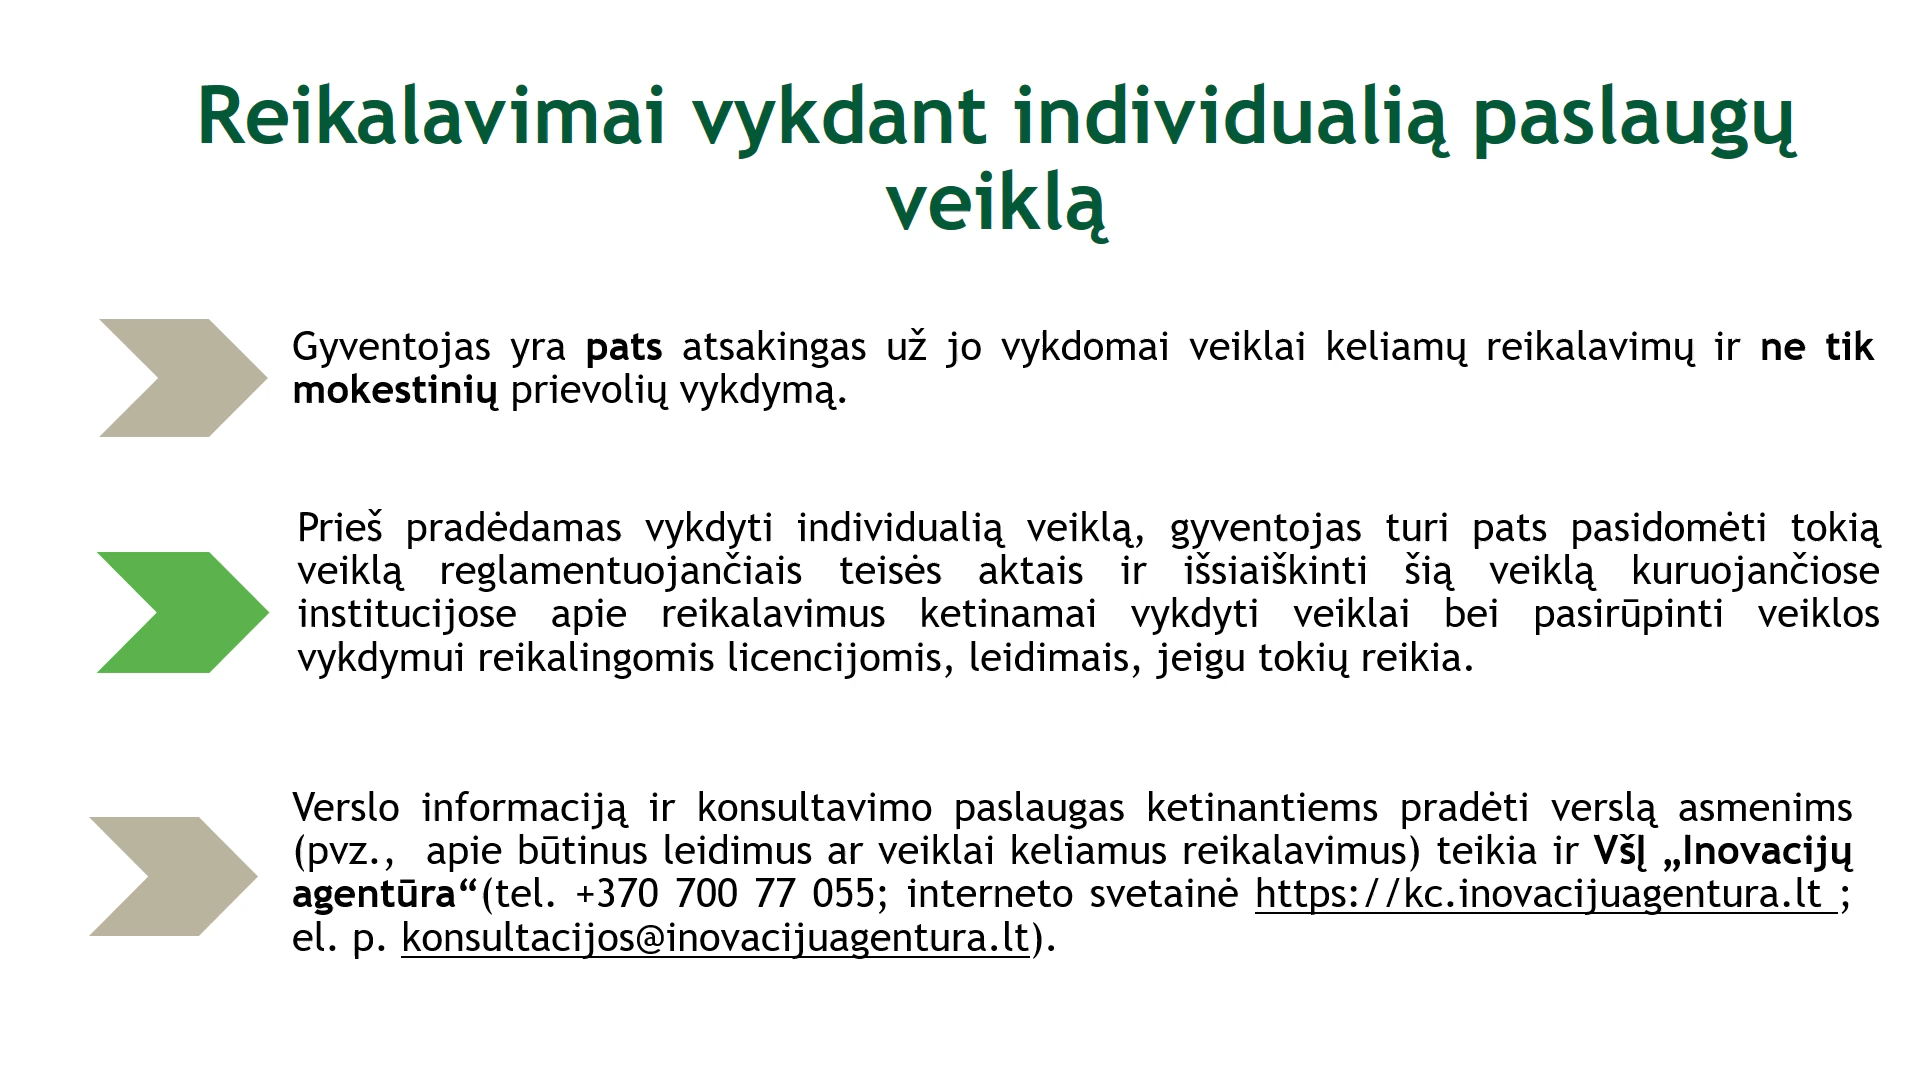 Reikalavimai vykdant individualią paslaugų
veiklą
Gyventojas yra pats atsakingas už jo vykdomai veiklai keliamų reikalavimų ir ne tik
mokestinių prievolių vykdymą.
Prieš pradėdamas vykdyti individualią veiklą, gyventojas turi pats pasidomėti tokią
veiklą reglamentuojančiais teisės aktais ir išsiaiškinti šią veiklą kuruojančiose
institucijose apie reikalavimus ketinamai vykdyti veiklai bei pasirūpinti veiklos
vykdymui reikalingomis licencijomis, leidimais, jeigu tokių reikia.
Verslo informaciją ir konsultavimo paslaugas ketinantiems pradėti verslą asmenims
(pvz.,  apie būtinus leidimus ar veiklai keliamus reikalavimus) teikia ir VšĮ „Inovacijų
agentūra“(tel. +370 700 77 055; interneto svetainė https://kc.inovacijuagentura.lt ;
el. p. konsultacijos@inovacijuagentura.lt).